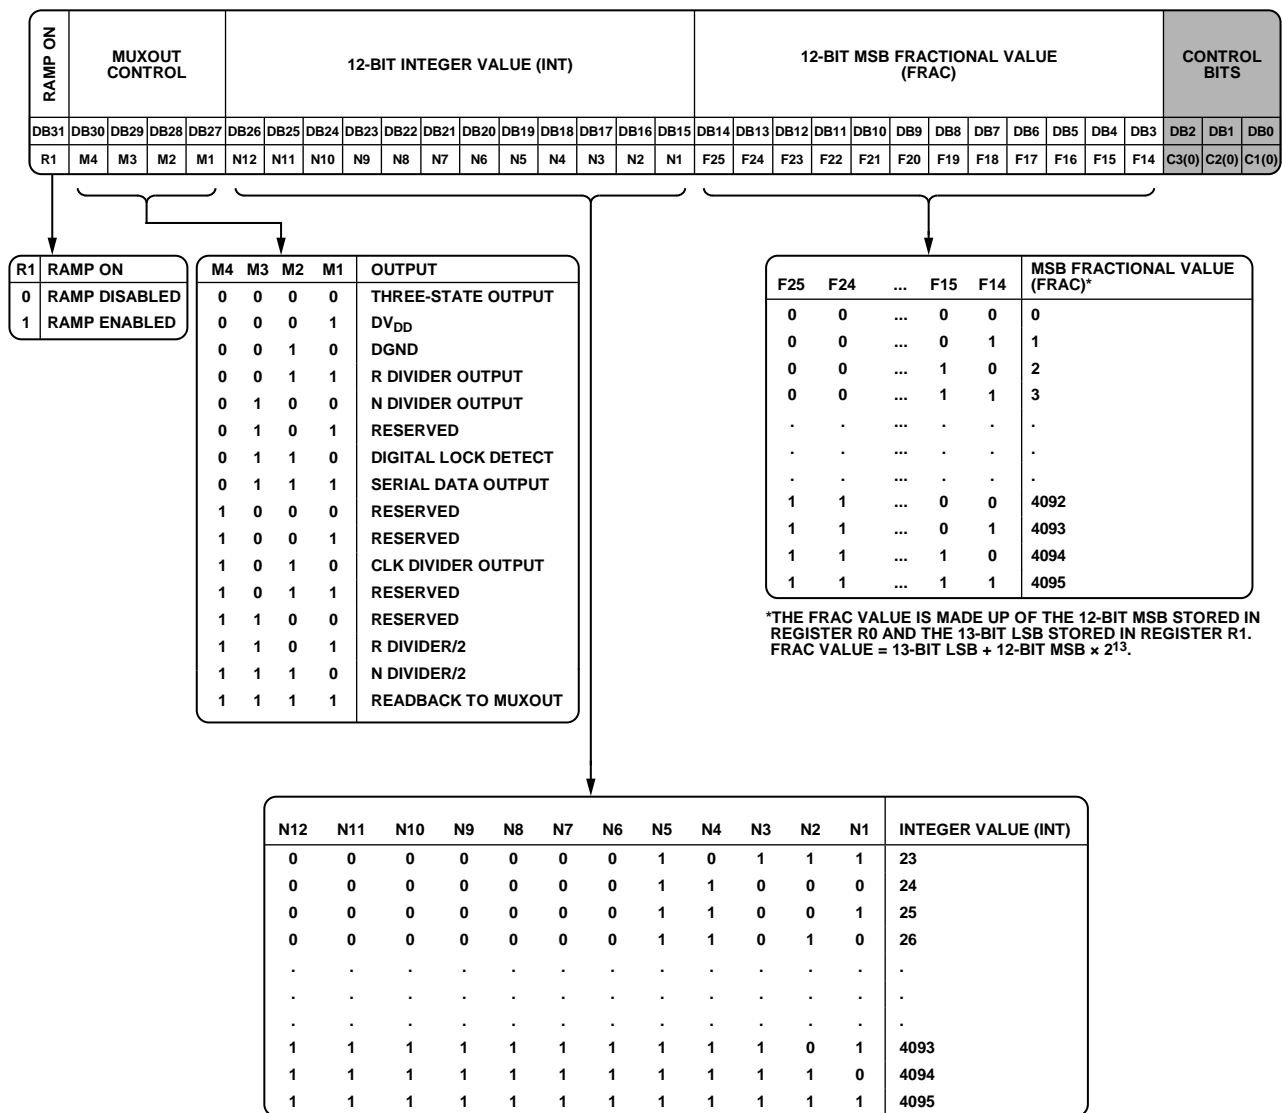 RAMP ON
MUXOUT
CONTROL
12-BIT INTEGER VALUE (INT)
12-BIT MSB FRACTIONAL VALUE
(FRAC)
CONTROL
BITS
DB31 DB30 DB29 DB28 DB27 DB26 DB25 DB24 DB23 DB22 DB21 DB20 DB19 DB18 DB17 DB16 DB15 DB14 DB13 DB12 DB11 DB10 DB9 DB8 DB7 DB6 DB5 DB4 DB3 DB2 DB1 DB0
R1 M4 M3 M2 M1 N12 N11 N10 N9 N8 N7 N6 N5 N4 N3 N2 N1 F25 F24 F23 F22 F21 F20 F19 F18 F17 F16 F15 F14 C3(0) C2(0) C1(0)
R1 RAMP ON
0 RAMP DISABLED
1 RAMP ENABLED
M4 M3 M2 M1 OUTPUT
0 0 0 0 THREE-STATE OUTPUT
0 0 0 1 DVDD
0 0 1 0 DGND
0 0 1 1 R DIVIDER OUTPUT
0 1 0 0 N DIVIDER OUTPUT
0 1 0 1 RESERVED
0 1 1 0 DIGITAL LOCK DETECT
0 1 1 1 SERIAL DATA OUTPUT
1 0 0 0 RESERVED
1 0 0 1 RESERVED
1 0 1 0 CLK DIVIDER OUTPUT
1 0 1 1 RESERVED
1 1 0 0 RESERVED
1 1 0 1 R DIVIDER/2
1 1 1 0 N DIVIDER/2
1 1 1 1 READBACK TO MUXOUT
F25 F24 ... F15 F14 MSB FRACTIONAL VALUE
(FRAC)*
0 0 ... 0 0 0
0 0 ... 0 1 1
0 0 ... 1 0 2
0 0 ... 1 1 3
. . ... . . .
. . ... . . .
. . ... . . .
1 1 ... 0 0 4092
1 1 ... 0 1 4093
1 1 ... 1 0 4094
1 1 ... 1 1 4095
*THE FRAC VALUE IS MADE UP OF THE 12-BIT MSB STORED IN
REGISTER R0 AND THE 13-BIT LSB STORED IN REGISTER R1.
FRAC VALUE = 13-BIT LSB + 12-BIT MSB × 2¹³.
N12 N11 N10 N9 N8 N7 N6 N5 N4 N3 N2 N1 INTEGER VALUE (INT)
0 0 0 0 0 0 0 1 0 1 1 1 23
0 0 0 0 0 0 0 1 1 0 0 0 24
0 0 0 0 0 0 0 1 1 0 0 1 25
0 0 0 0 0 0 0 1 1 0 1 0 26
. . . . . . . . . . . . .
. . . . . . . . . . . . .
. . . . . . . . . . . . .
1 1 1 1 1 1 1 1 1 1 0 1 4093
1 1 1 1 1 1 1 1 1 1 1 0 4094
1 1 1 1 1 1 1 1 1 1 1 1 4095